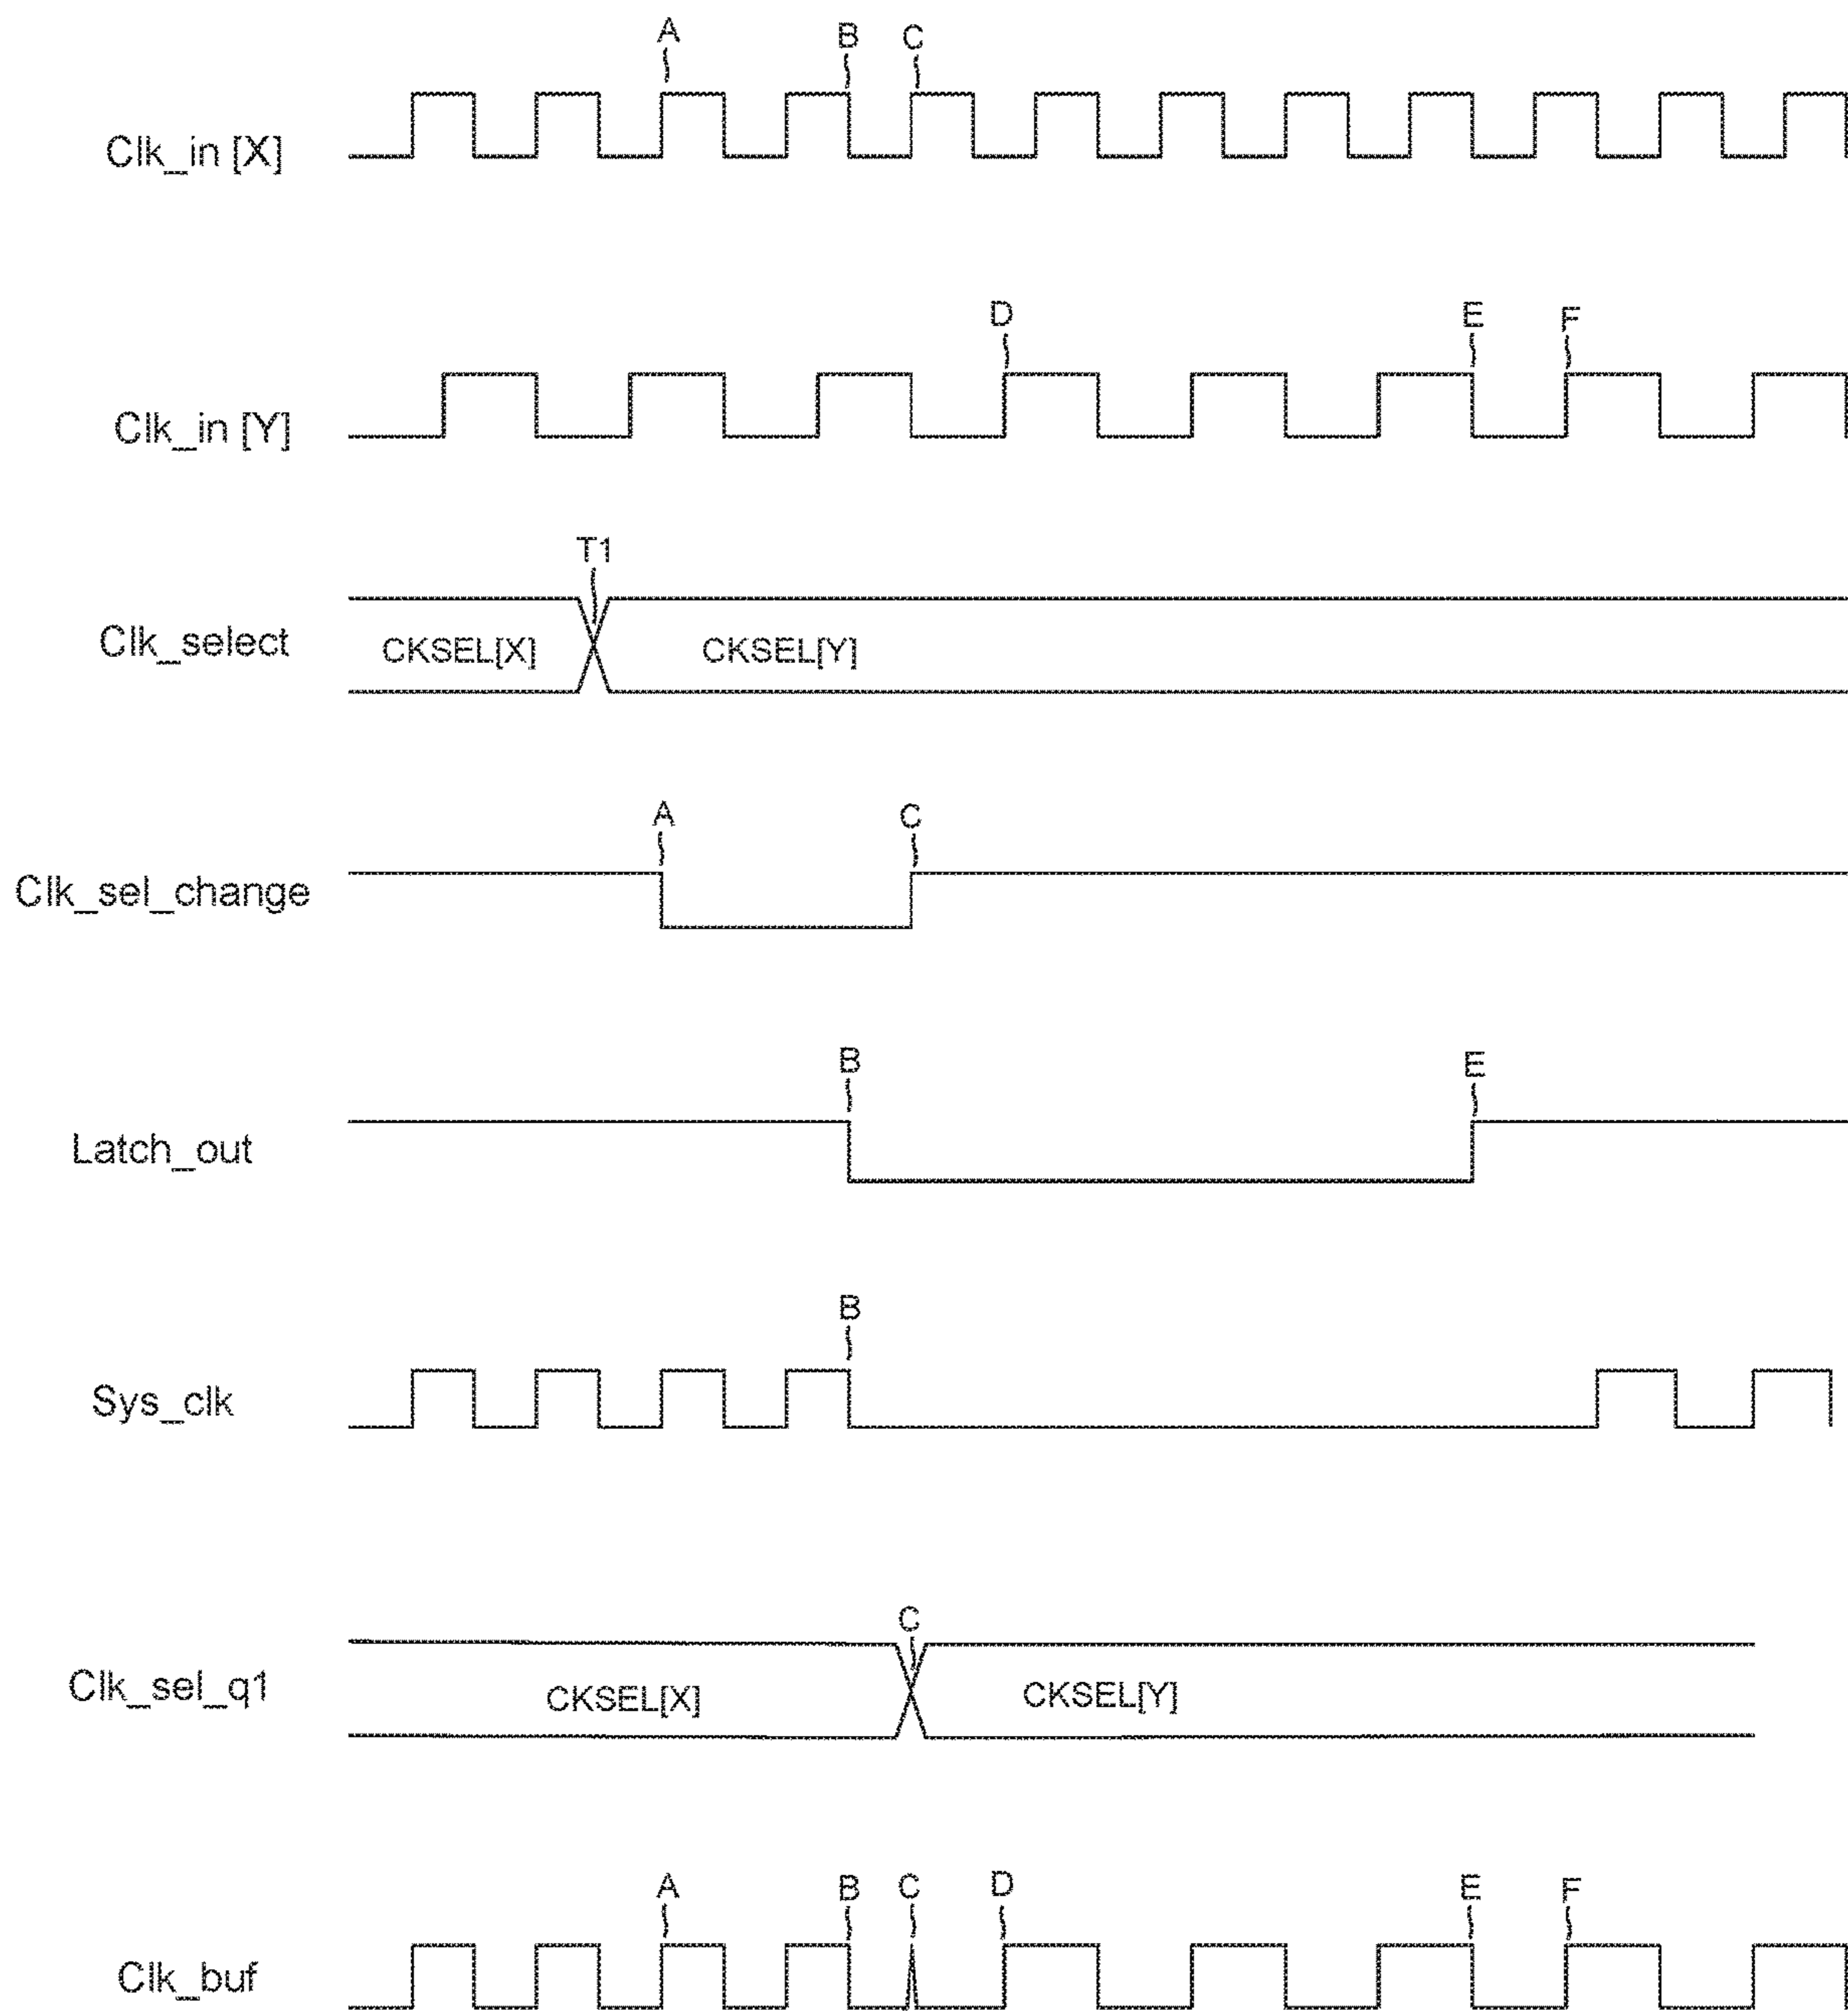 A B C
Clk_in [X]
D E F
Clk_in [Y]
T1
Clk_select CKSEL[X] CKSEL[Y]
A C
Clk_sel_change
B E
Latch_out
B
Sys_clk
C
Clk_sel_q1 CKSEL[X] CKSEL[Y]
A B C D E F
Clk_buf